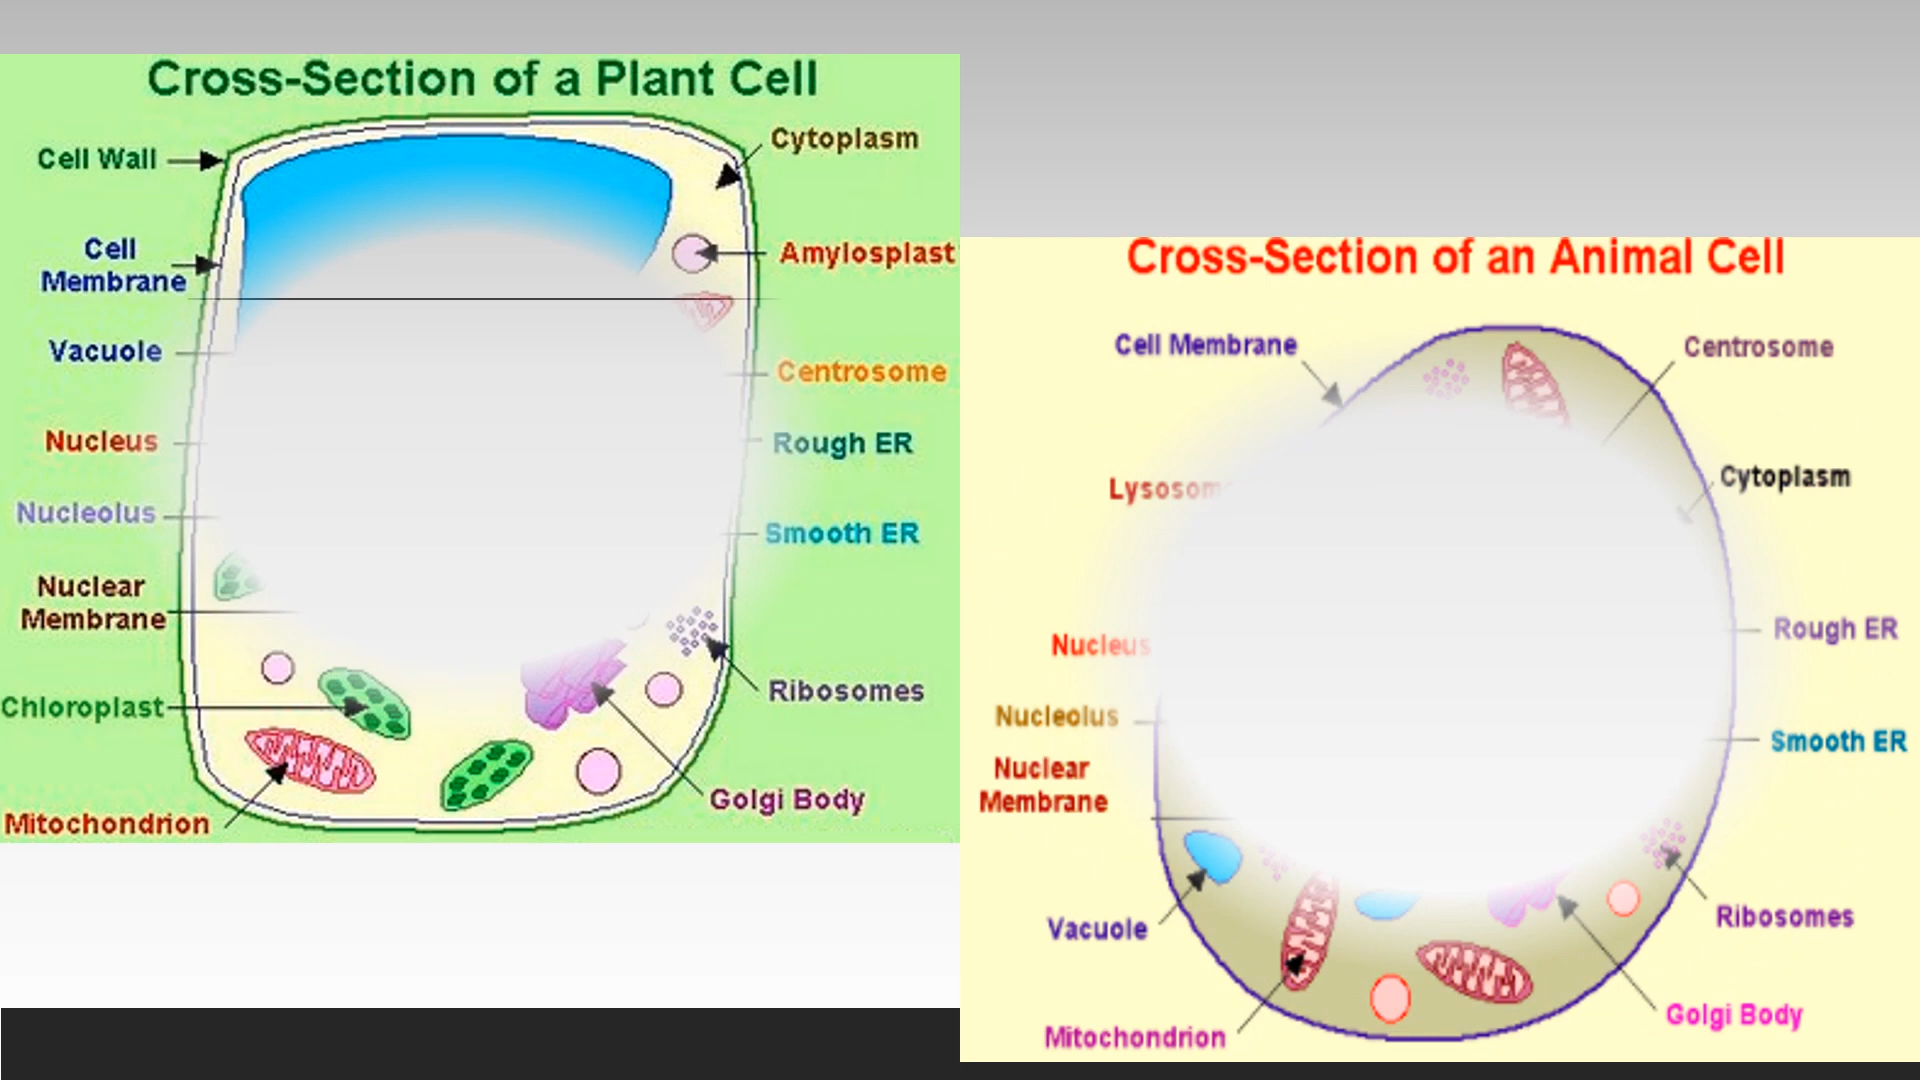 Cross-Section of a Plant Cell
Cell Wall
Cytoplasm
Cell
Membrane
Amylosplast
Vacuole
Centrosome
Nucleus
Rough ER
Nucleolus
Smooth ER
Nuclear
Membrane
Ribosomes
Chloroplast
Golgi Body
Mitochondrion
Cross-Section of an Animal Cell
Cell Membrane
Centrosome
Cytoplasm
Nucleus
Rough ER
Nucleolus
Smooth ER
Nuclear
Membrane
Vacuole
Ribosomes
Golgi Body
Mitochondrion